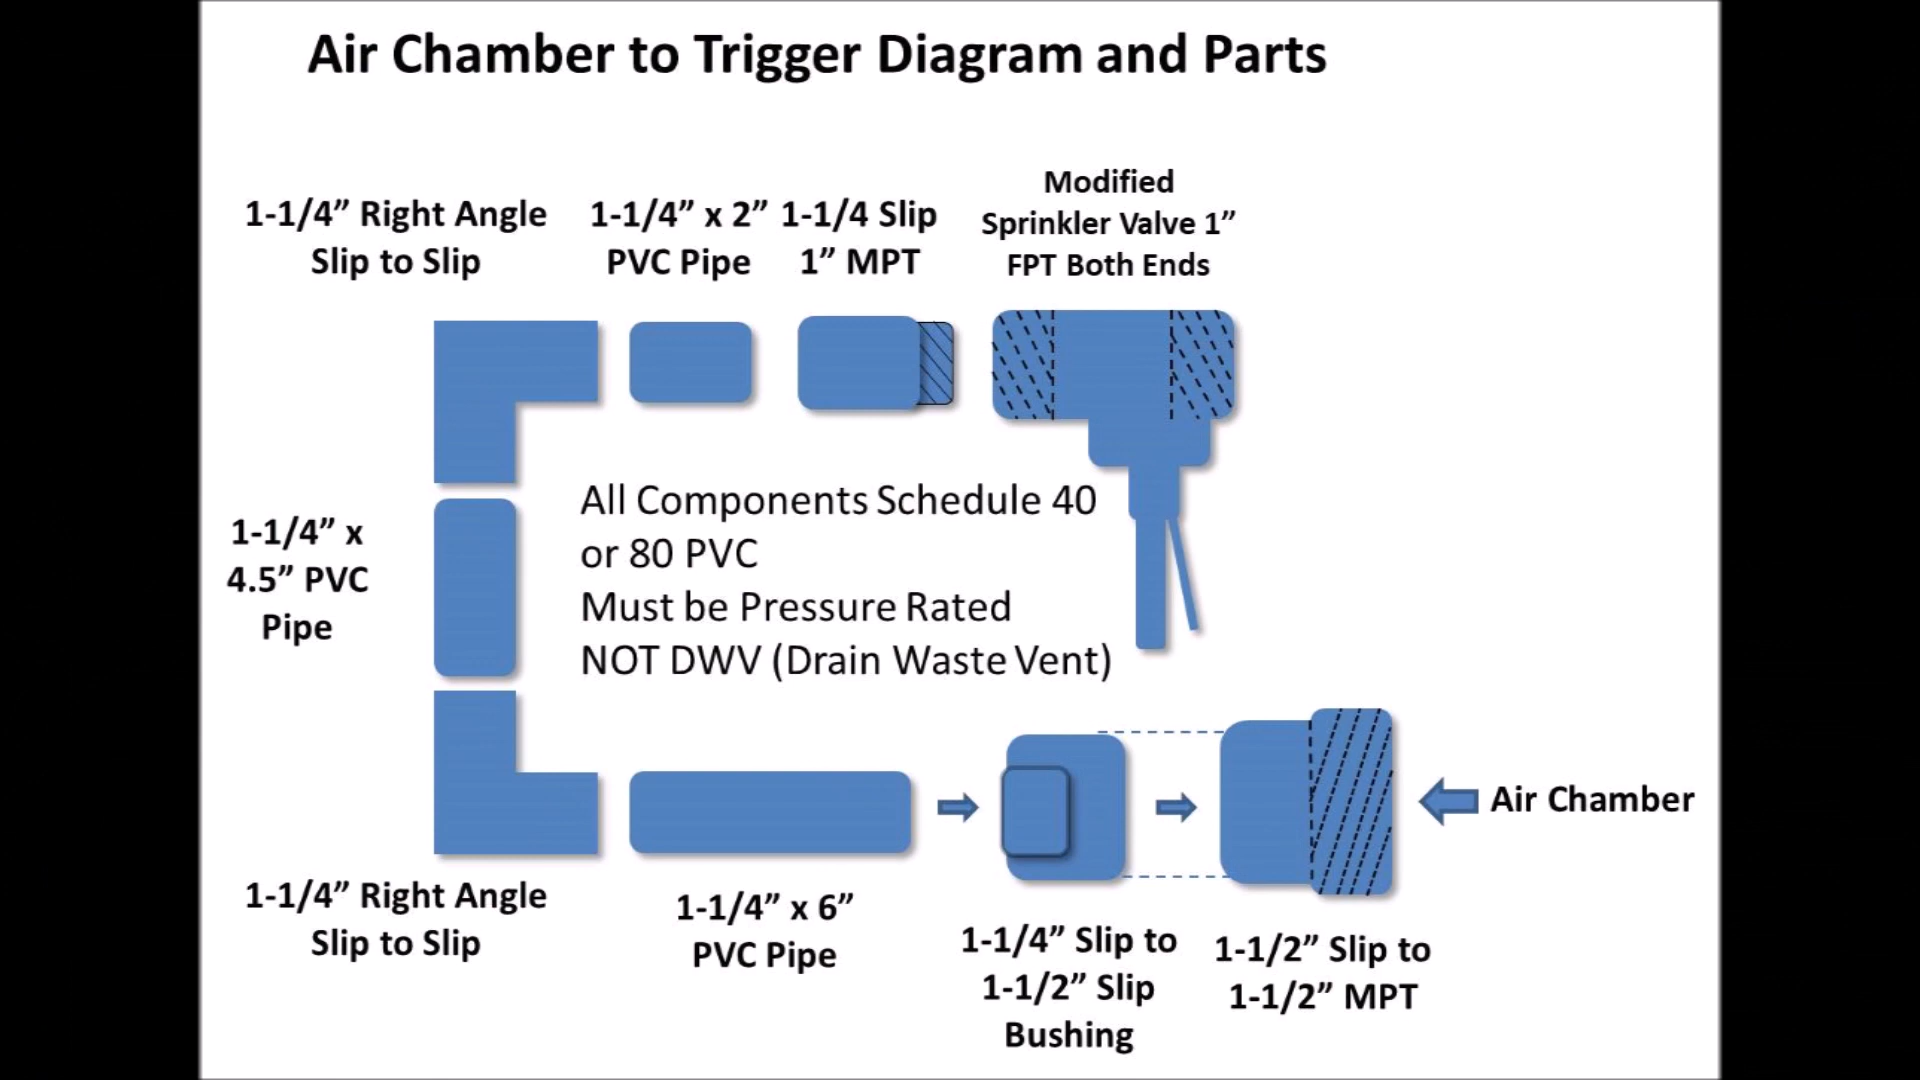 Air Chamber to Trigger Diagram and Parts
1-1/4” Right Angle
Slip to Slip
1-1/4” x 2”
PVC Pipe
1-1/4 Slip
1” MPT
Modified
Sprinkler Valve 1”
FPT Both Ends
1-1/4” x
4.5” PVC
Pipe
All Components Schedule 40
or 80 PVC
Must be Pressure Rated
NOT DWV (Drain Waste Vent)
Air Chamber
1-1/4” Right Angle
Slip to Slip
1-1/4” x 6”
PVC Pipe
1-1/4” Slip to
1-1/2” Slip
Bushing
1-1/2” Slip to
1-1/2” MPT